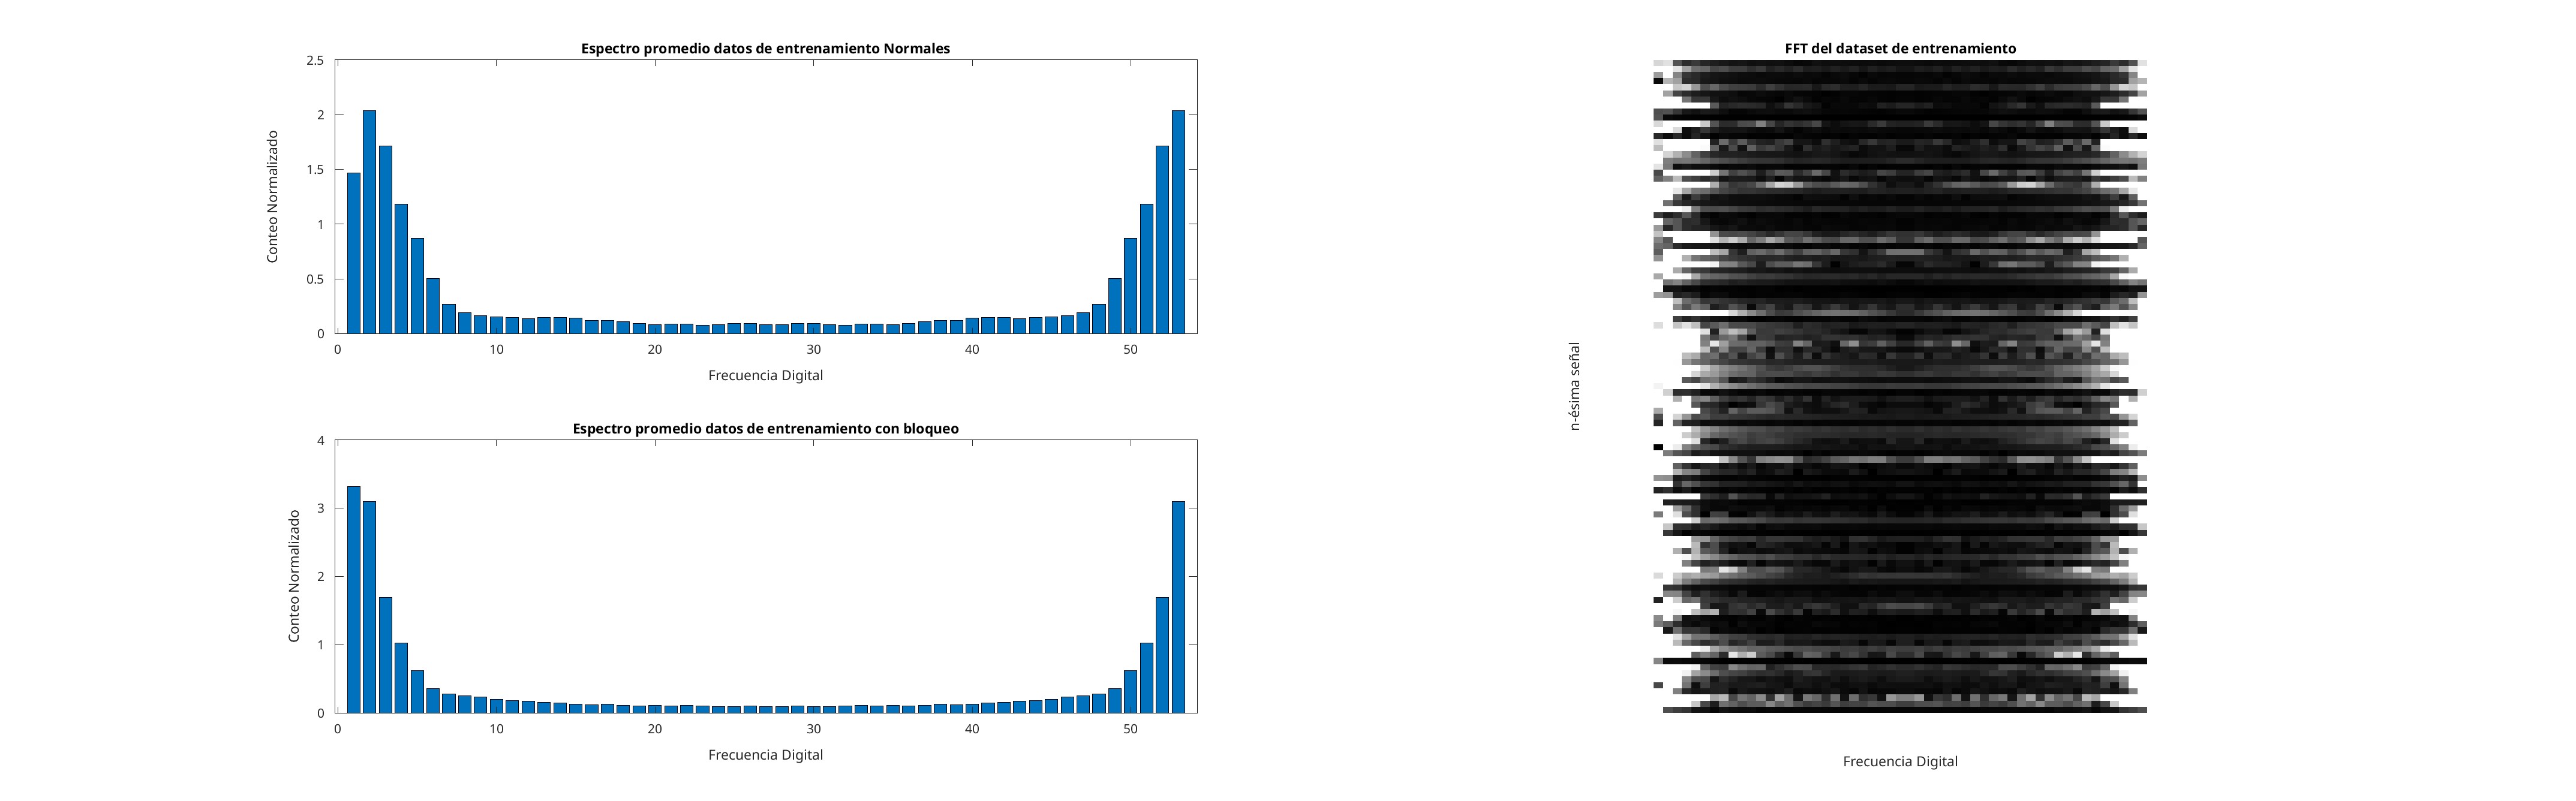 Espectro promedio datos de entrenamiento Normales
2.5
2
1.5
1
0.5
0
Conteo Normalizado
0 10 20 30 40 50
Frecuencia Digital
Espectro promedio datos de entrenamiento con bloqueo
4
3
2
1
0
Conteo Normalizado
0 10 20 30 40 50
Frecuencia Digital
FFT del dataset de entrenamiento
n-ésima señal
Frecuencia Digital